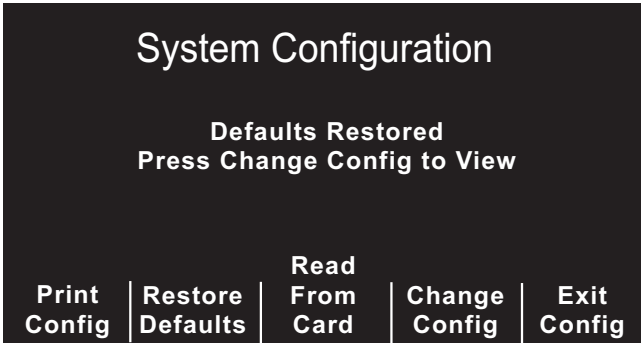 System Configuration
Defaults Restored
Press Change Config to View
Print Config
Restore Defaults
Read From Card
Change Config
Exit Config